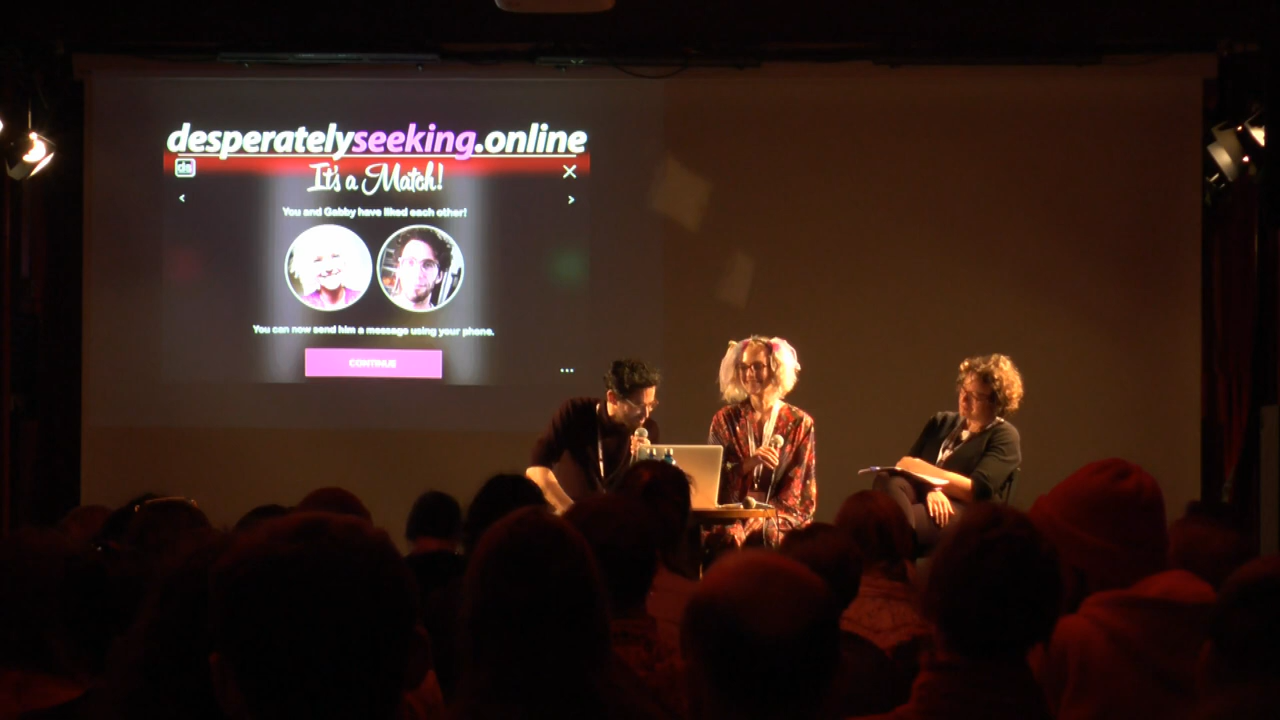 desperatelyseeking.online
ds
It's a Match!
You and Gabby have liked each other!
You can now send him a message using your phone.
CONTINUE